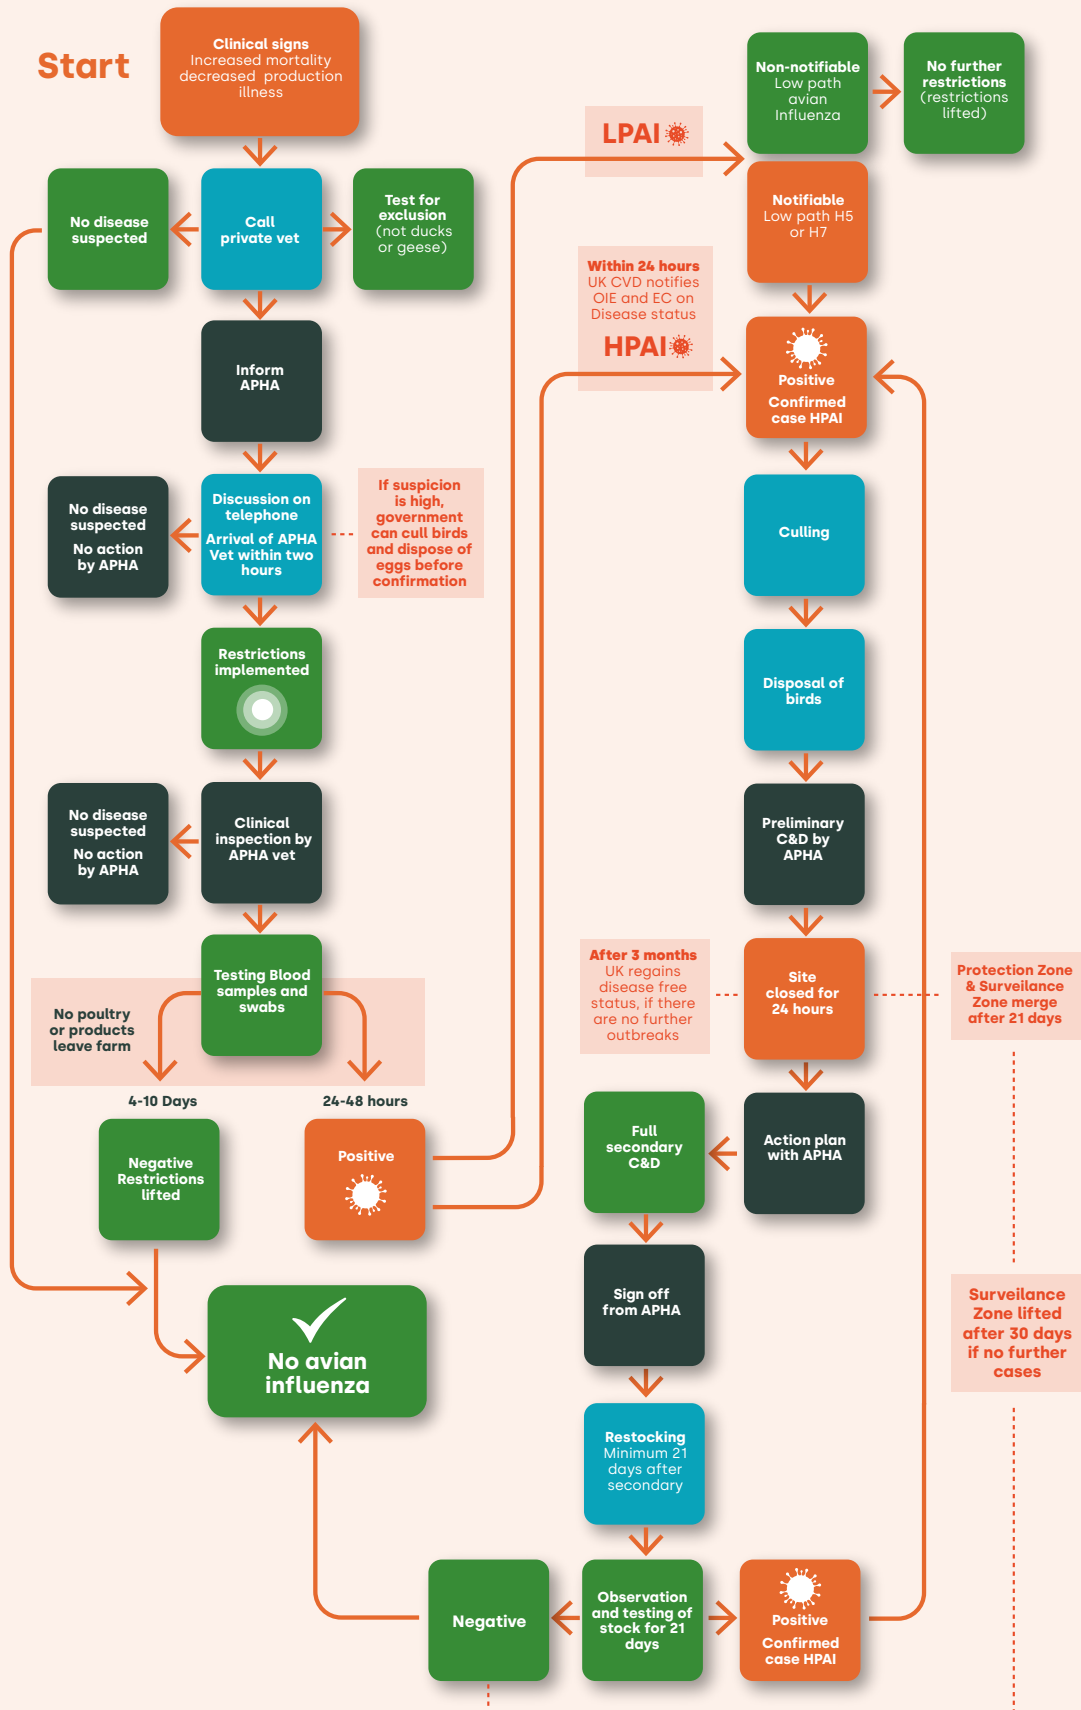 Start
Clinical signs
Increased mortality
decreased production
illness
No disease
suspected
Call
private vet
Test for
exclusion
(not ducks
or geese)
Inform
APHA
No disease
suspected
No action
by APHA
Discussion on
telephone
Arrival of APHA
Vet within two
hours
If suspicion
is high,
government
can cull birds
and dispose of
eggs before
confirmation
Restrictions
implemented
No disease
suspected
No action
by APHA
Clinical
inspection by
APHA vet
Testing Blood
samples and
swabs
No poultry
or products
leave farm
4-10 Days
24-48 hours
Negative
Restrictions
lifted
Positive
No avian
influenza
LPAI
Non-notifiable
Low path
avian
Influenza
No further
restrictions
(restrictions
lifted)
Notifiable
Low path H5
or H7
Within 24 hours
UK CVD notifies
OIE and EC on
Disease status
HPAI
Positive
Confirmed
case HPAI
Culling
Disposal of
birds
Preliminary
C&D by
APHA
After 3 months
UK regains
disease free
status, if there
are no further
outbreaks
Site
closed for
24 hours
Protection Zone
& Surveilance
Zone merge
after 21 days
Full
secondary
C&D
Action plan
with APHA
Sign off
from APHA
Surveilance
Zone lifted
after 30 days
if no further
cases
Restocking
Minimum 21
days after
secondary
Negative
Observation
and testing of
stock for 21
days
Positive
Confirmed
case HPAI